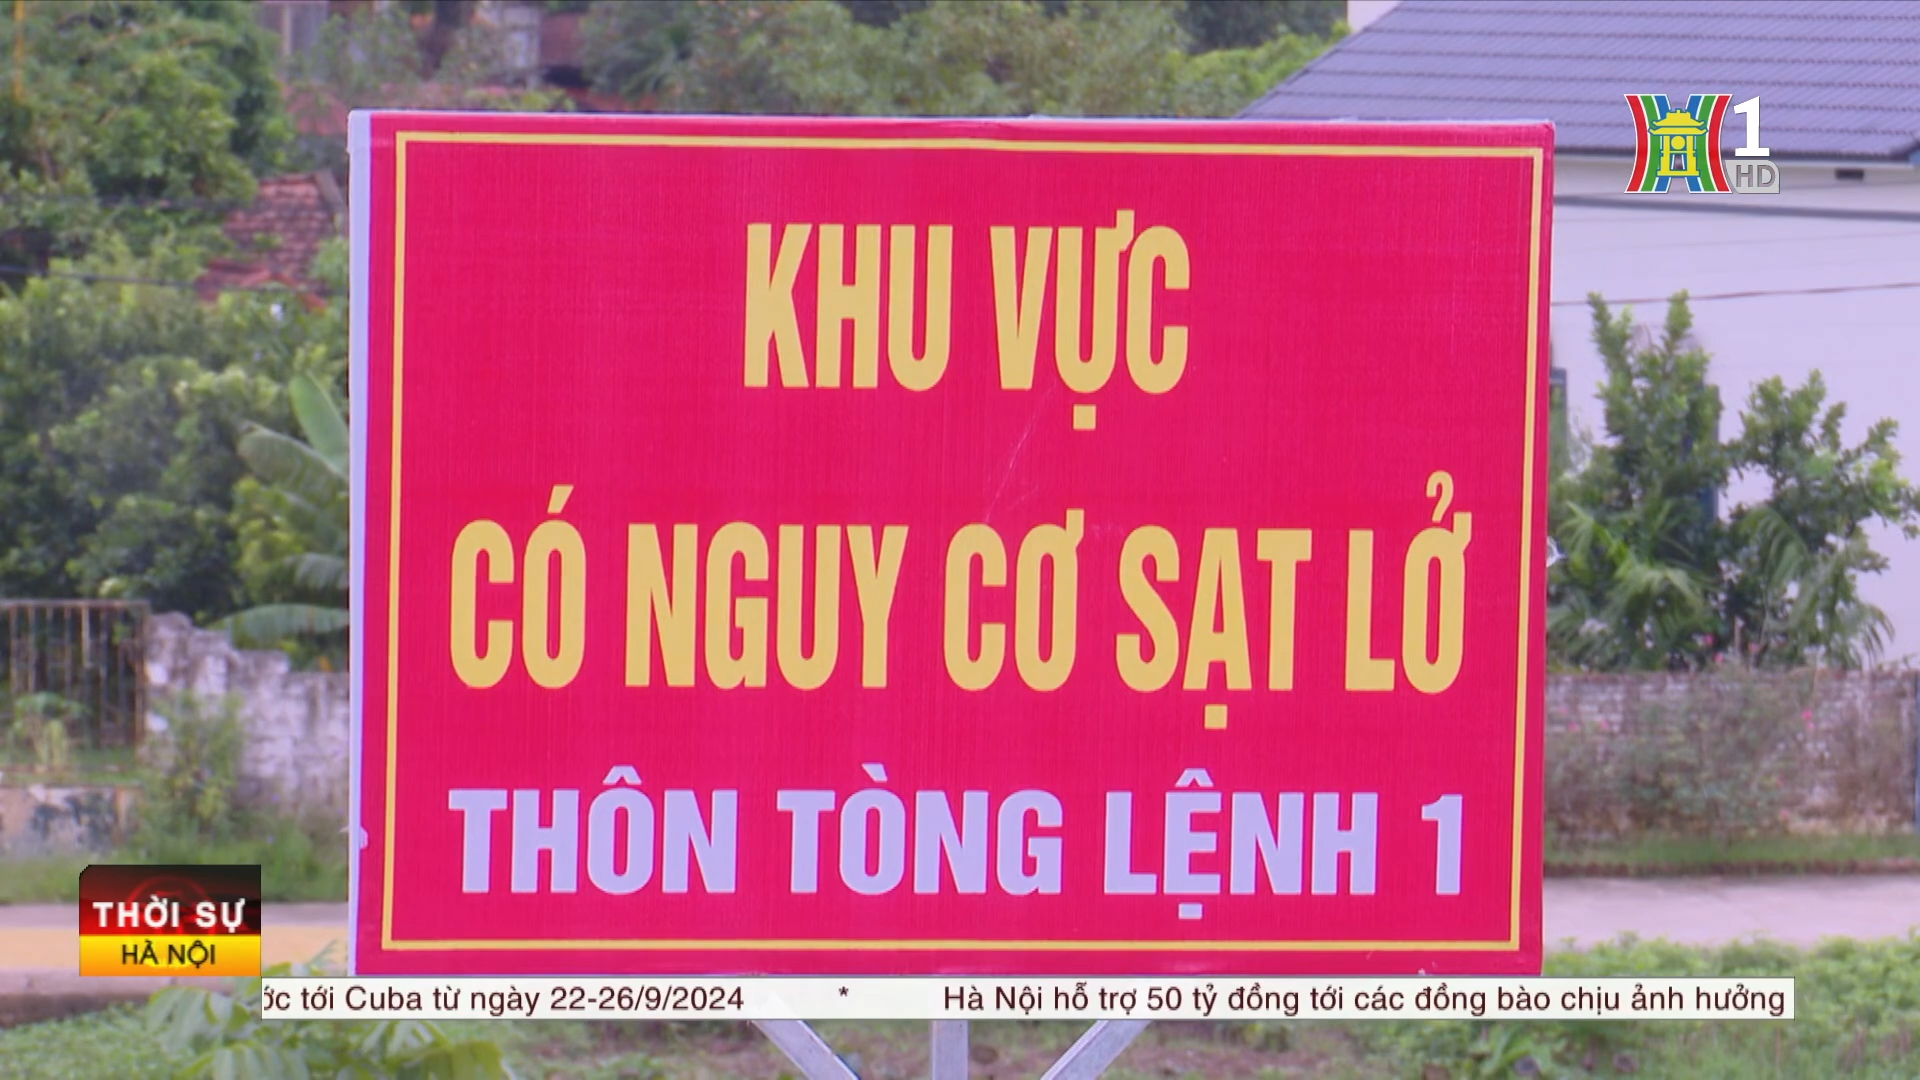 1
HD
KHU VỰC
CÓ NGUY CƠ SẠT LỞ
THÔN TÒNG LỆNH 1
THỜI SỰ
HÀ NỘI
ớc tới Cuba từ ngày 22-26/9/2024 * Hà Nội hỗ trợ 50 tỷ đồng tới các đồng bào chịu ảnh hưởng